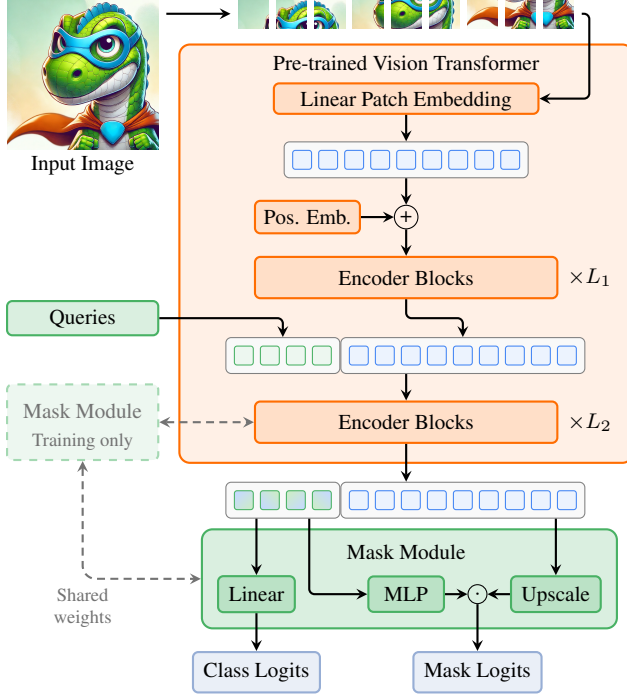 Pre-trained Vision Transformer
Linear Patch Embedding
Input Image
Pos. Emb.
+
Encoder Blocks
×L₁
Queries
Mask Module
Training only
Encoder Blocks
×L₂
Mask Module
Shared
weights
Linear
MLP
·
Upscale
Class Logits
Mask Logits